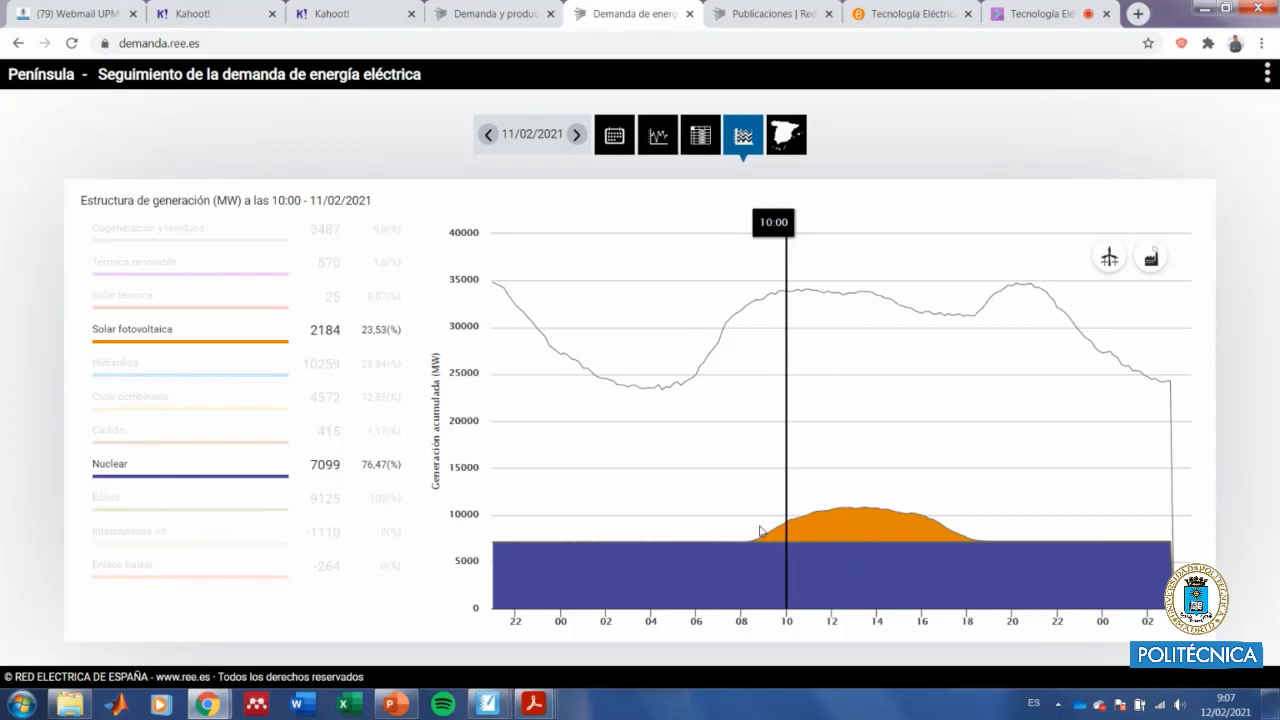 (79) Webmail UPM
Kahoot!
Kahoot!
Demanda y produ
Demanda de energ
Publicaciones | Red
Tecnología Eléctric
Tecnología Elé
demanda.ree.es
Península - Seguimiento de la demanda de energía eléctrica
11/02/2021
Estructura de generación (MW) a las 10:00 - 11/02/2021
Cogeneración y residuos 3487 9,8(%)
Térmica renovable 570 1,6(%)
Solar térmica 25 0,07(%)
Solar fotovoltaica 2184 23,53(%)
Hidráulica 10259 28,84(%)
Ciclo combinado 4572 12,85(%)
Carbón 415 1,17(%)
Nuclear 7099 76,47(%)
Eólica 9125 100(%)
Intercambios int -1110 0(%)
Enlace balear -264 0(%)
10:00
Generación acumulada (MW)
40000
35000
30000
25000
20000
15000
10000
5000
0
22 00 02 04 06 08 10 12 14 16 18 20 22 00 02
POLITÉCNICA
© RED ELECTRICA DE ESPAÑA - www.ree.es · Todos los derechos reservados
ES
9:07
12/02/2021